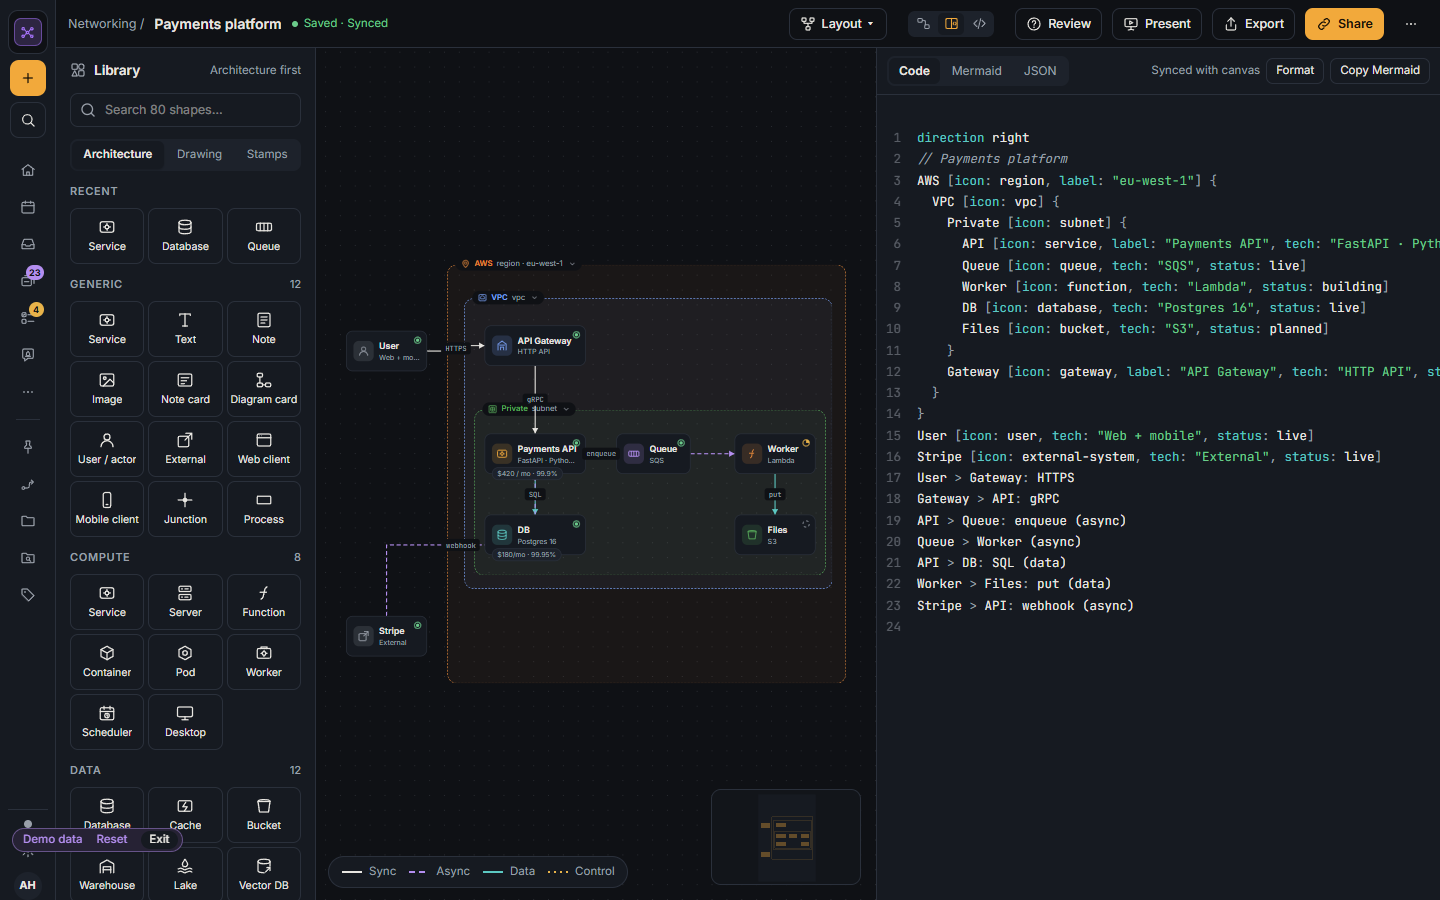 Networking / Payments platform Saved · Synced
Layout
Review
Present
Export
Share
Library
Architecture first
Search 80 shapes...
Architecture
Drawing
Stamps
RECENT
Service
Database
Queue
GENERIC
12
Service
Text
Note
Image
Note card
Diagram card
User / actor
External
Web client
Mobile client
Junction
Process
COMPUTE
8
Service
Server
Function
Container
Pod
Worker
Scheduler
Desktop
DATA
12
Database
Cache
Bucket
Warehouse
Lake
Vector DB
23
4
Demo data
Reset
Exit
AH
AWS region · eu-west-1
VPC vpc
User
Web + mo...
HTTPS
API Gateway
HTTP API
gRPC
Private subnet
Payments API
FastAPI · Pytho...
$420 / mo · 99.9%
enqueue
Queue
SQS
Worker
Lambda
SQL
put
DB
Postgres 16
$180/mo · 99.95%
Files
S3
webhook
Stripe
External
Sync
Async
Data
Control
Code
Mermaid
JSON
Synced with canvas
Format
Copy Mermaid
1 direction right
2 // Payments platform
3 AWS [icon: region, label: "eu-west-1"] {
4 VPC [icon: vpc] {
5 Private [icon: subnet] {
6 API [icon: service, label: "Payments API", tech: "FastAPI · Pyth
7 Queue [icon: queue, tech: "SQS", status: live]
8 Worker [icon: function, tech: "Lambda", status: building]
9 DB [icon: database, tech: "Postgres 16", status: live]
10 Files [icon: bucket, tech: "S3", status: planned]
11 }
12 Gateway [icon: gateway, label: "API Gateway", tech: "HTTP API", st
13 }
14 }
15 User [icon: user, tech: "Web + mobile", status: live]
16 Stripe [icon: external-system, tech: "External", status: live]
17 User > Gateway: HTTPS
18 Gateway > API: gRPC
19 API > Queue: enqueue (async)
20 Queue > Worker (async)
21 API > DB: SQL (data)
22 Worker > Files: put (data)
23 Stripe > API: webhook (async)
24